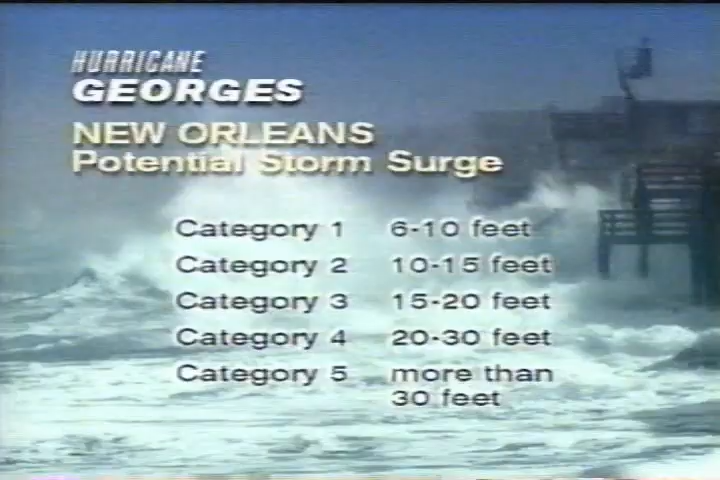 HURRICANE
GEORGES
NEW ORLEANS
Potential Storm Surge
Category 1 6-10 feet
Category 2 10-15 feet
Category 3 15-20 feet
Category 4 20-30 feet
Category 5 more than
30 feet